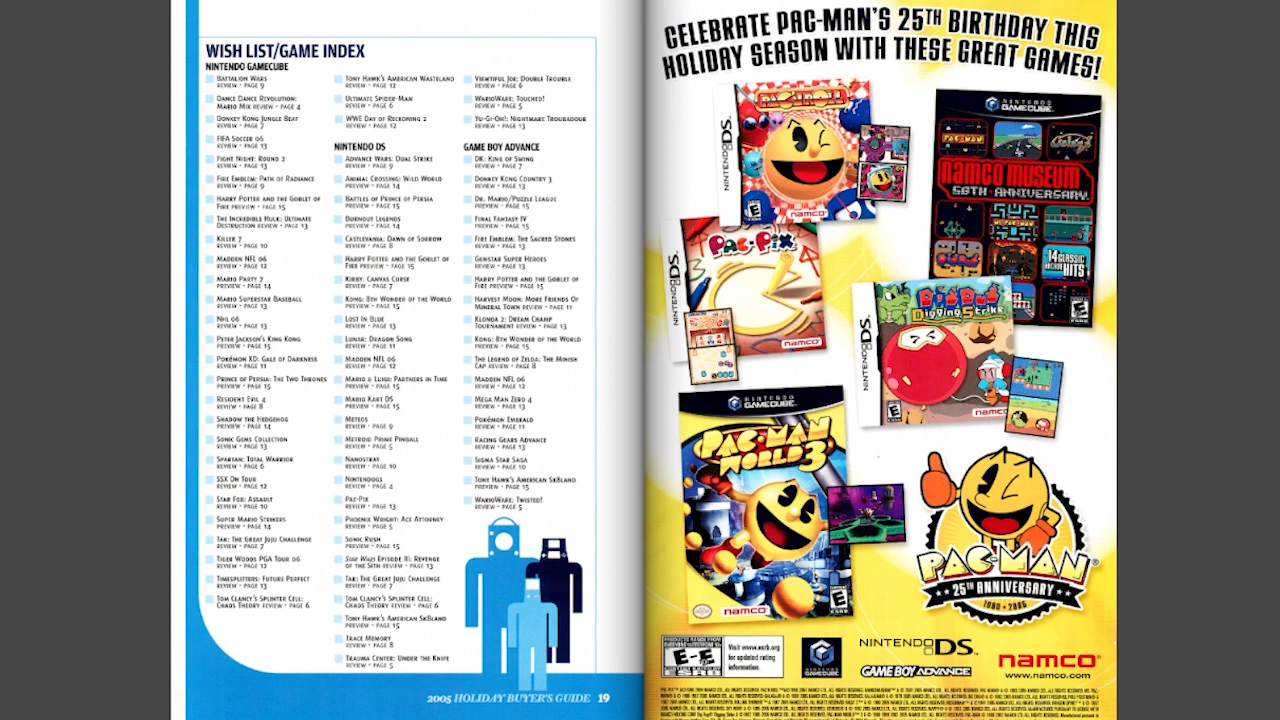 WISH LIST/GAME INDEX
NINTENDO GAMECUBE
BATTALION WARS
REVIEW • PAGE 9
DANCE DANCE REVOLUTION:
MARIO MIX REVIEW • PAGE 4
DONKEY KONG JUNGLE BEAT
REVIEW • PAGE 7
FIFA SOCCER 06
REVIEW • PAGE 13
FIGHT NIGHT: ROUND 2
REVIEW • PAGE 13
FIRE EMBLEM: PATH OF RADIANCE
REVIEW • PAGE 9
HARRY POTTER AND THE GOBLET OF
FIRE PREVIEW • PAGE 15
THE INCREDIBLE HULK: ULTIMATE
DESTRUCTION REVIEW • PAGE 13
KILLER 7
REVIEW • PAGE 10
MADDEN NFL 06
REVIEW • PAGE 12
MARIO PARTY 7
PREVIEW • PAGE 14
MARIO SUPERSTAR BASEBALL
REVIEW • PAGE 13
NHL 06
REVIEW • PAGE 13
PETER JACKSON'S KING KONG
PREVIEW • PAGE 15
POKÉMON XD: GALE OF DARKNESS
REVIEW • PAGE 11
PRINCE OF PERSIA: THE TWO THRONES
PREVIEW • PAGE 15
RESIDENT EVIL 4
REVIEW • PAGE 8
SHADOW THE HEDGEHOG
PREVIEW • PAGE 14
SONIC GEMS COLLECTION
REVIEW • PAGE 13
SPARTAN: TOTAL WARRIOR
REVIEW • PAGE 6
SSX ON TOUR
REVIEW • PAGE 12
STAR FOX: ASSAULT
REVIEW • PAGE 10
SUPER MARIO STRIKERS
PREVIEW • PAGE 14
TAK: THE GREAT JUJU CHALLENGE
REVIEW • PAGE 7
TIGER WOODS PGA TOUR 06
REVIEW • PAGE 12
TIMESPLITTERS: FUTURE PERFECT
REVIEW • PAGE 13
TOM CLANCY'S SPLINTER CELL:
CHAOS THEORY REVIEW • PAGE 6
TONY HAWK'S AMERICAN WASTELAND
REVIEW • PAGE 12
ULTIMATE SPIDER-MAN
REVIEW • PAGE 6
WWE DAY OF RECKONING 2
REVIEW • PAGE 12
NINTENDO DS
ADVANCE WARS: DUAL STRIKE
REVIEW • PAGE 9
ANIMAL CROSSING: WILD WORLD
PREVIEW • PAGE 14
BATTLES OF PRINCE OF PERSIA
PREVIEW • PAGE 15
BURNOUT LEGENDS
PREVIEW • PAGE 14
CASTLEVANIA: DAWN OF SORROW
REVIEW • PAGE 8
HARRY POTTER AND THE GOBLET OF
FIRE PREVIEW • PAGE 15
KIRBY: CANVAS CURSE
REVIEW • PAGE 7
KONG: 8TH WONDER OF THE WORLD
PREVIEW • PAGE 15
LOST IN BLUE
REVIEW • PAGE 13
LUNAR: DRAGON SONG
REVIEW • PAGE 11
MADDEN NFL 06
REVIEW • PAGE 12
MARIO & LUIGI: PARTNERS IN TIME
PREVIEW • PAGE 15
MARIO KART DS
PREVIEW • PAGE 15
METEOS
REVIEW • PAGE 9
METROID PRIME PINBALL
REVIEW • PAGE 5
NANOSTRAY
REVIEW • PAGE 10
NINTENDOGS
REVIEW • PAGE 4
PAC-PIX
REVIEW • PAGE 13
PHOENIX WRIGHT: ACE ATTORNEY
REVIEW • PAGE 5
SONIC RUSH
PREVIEW • PAGE 15
STAR WARS EPISODE III: REVENGE
OF THE SITH REVIEW • PAGE 13
TAK: THE GREAT JUJU CHALLENGE
REVIEW • PAGE 7
TOM CLANCY'S SPLINTER CELL:
CHAOS THEORY REVIEW • PAGE 6
TONY HAWK'S AMERICAN SK8LAND
PREVIEW • PAGE 15
TRACE MEMORY
REVIEW • PAGE 8
TRAUMA CENTER: UNDER THE KNIFE
REVIEW • PAGE 5
VIEWTIFUL JOE: DOUBLE TROUBLE
REVIEW • PAGE 6
WARIOWARE: TOUCHED!
REVIEW • PAGE 5
YU-GI-OH!: NIGHTMARE TROUBADOUR
REVIEW • PAGE 13
GAME BOY ADVANCE
DK: KING OF SWING
REVIEW • PAGE 7
DONKEY KONG COUNTRY 3
REVIEW • PAGE 13
DR. MARIO/PUZZLE LEAGUE
PREVIEW • PAGE 15
FINAL FANTASY IV
PREVIEW • PAGE 15
FIRE EMBLEM: THE SACRED STONES
REVIEW • PAGE 13
GUNSTAR SUPER HEROES
REVIEW • PAGE 13
HARRY POTTER AND THE GOBLET OF
FIRE PREVIEW • PAGE 15
HARVEST MOON: MORE FRIENDS OF
MINERAL TOWN REVIEW • PAGE 11
KLONOA 2: DREAM CHAMP
TOURNAMENT REVIEW • PAGE 13
KONG: 8TH WONDER OF THE WORLD
PREVIEW • PAGE 15
THE LEGEND OF ZELDA: THE MINISH
CAP REVIEW • PAGE 8
MADDEN NFL 06
REVIEW • PAGE 12
MEGA MAN ZERO 4
REVIEW • PAGE 13
POKÉMON EMERALD
REVIEW • PAGE 11
RACING GEARS ADVANCE
REVIEW • PAGE 13
SIGMA STAR SAGA
REVIEW • PAGE 10
TONY HAWK'S AMERICAN SK8LAND
PREVIEW • PAGE 15
WARIOWARE: TWISTED!
REVIEW • PAGE 5
2005 HOLIDAY BUYER'S GUIDE 19
CELEBRATE PAC-MAN'S 25TH BIRTHDAY THIS
HOLIDAY SEASON WITH THESE GREAT GAMES!
NINTENDO DS
PAC'N ROLL
E
namco
NINTENDO GAMECUBE
PAC-MAN
namco museum
50TH ANNIVERSARY
14 CLASSIC
ARCADE HITS
E
NINTENDO DS
PAC-PIX
namco
NINTENDO DS
DIG DUG
Digging Strike
E
namco
NINTENDO GAMECUBE
PAC-MAN
WORLD 3
namco
E
PAC-MAN®
25TH ANNIVERSARY
1980 • 2005
Visit www.esrb.org
for updated rating
information.
NINTENDO
GAMECUBE
NINTENDO DS™
GAME BOY ADVANCE
namco®
www.namco.com